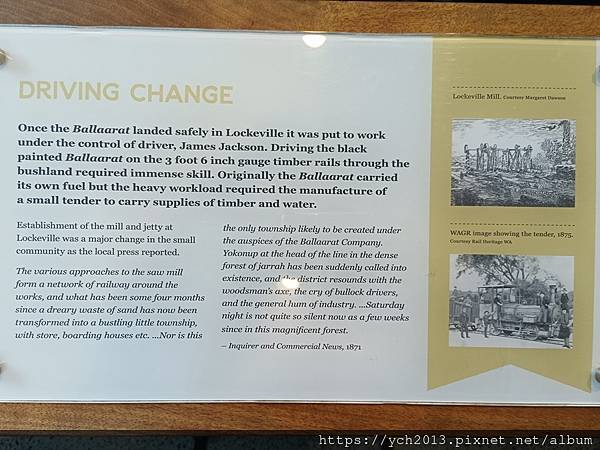 DRIVING CHANGE
Once the Ballaarat landed safely in Lockeville it was put to work
under the control of driver, James Jackson. Driving the black
painted Ballaarat on the 3 foot 6 inch gauge timber rails through the
bushland required immense skill. Originally the Ballaarat carried
its own fuel but the heavy workload required the manufacture of
a small tender to carry supplies of timber and water.
Establishment of the mill and jetty at
Lockeville was a major change in the small
community as the local press reported.
The various approaches to the saw mill
form a network of railway around the
works, and what has been some four months
since a dreary waste of sand has now been
transformed into a bustling little township,
with store, boarding houses etc. ...Nor is this
the only township likely to be created under
the auspices of the Ballaarat Company.
Yokonup at the head of the line in the dense
forest of jarrah has been suddenly called into
existence, and the district resounds with the
woodsman's axe, the cry of bullock drivers,
and the general hum of industry. ...Saturday
night is not quite so silent now as a few weeks
since in this magnificent forest.
– Inquirer and Commercial News, 1871
Lockeville Mill. Courtesy Margaret Dawson
WAGR image showing the tender, 1875.
Courtesy Rail Heritage WA
https://ych2013.pixnet.net/album